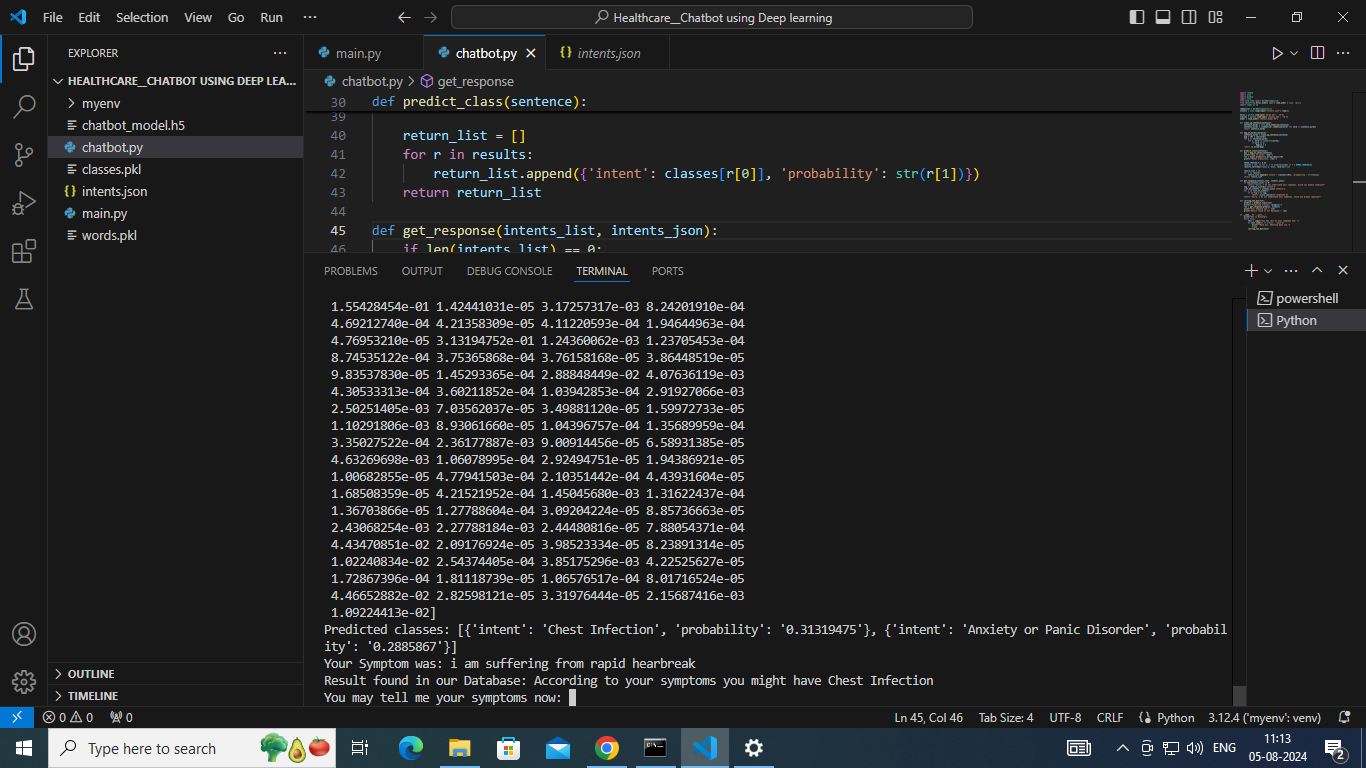 File Edit Selection View Go Run ···
Healthcare__Chatbot using Deep learning
EXPLORER
HEALTHCARE__CHATBOT USING DEEP LEA...
myenv
chatbot_model.h5
chatbot.py
classes.pkl
intents.json
main.py
words.pkl
OUTLINE
TIMELINE
main.py chatbot.py intents.json
chatbot.py > get_response
30 def predict_class(sentence):
39
40 return_list = []
41 for r in results:
42 return_list.append({'intent': classes[r[0]], 'probability': str(r[1])})
43 return return_list
44
45 def get_response(intents_list, intents_json):
46 if len(intents_list) == 0:
PROBLEMS OUTPUT DEBUG CONSOLE TERMINAL PORTS
powershell
Python
1.55428454e-01 1.42441031e-05 3.17257317e-03 8.24201910e-04
4.69212740e-04 4.21358309e-05 4.11220593e-04 1.94644963e-04
4.76953210e-05 3.13194752e-01 1.24360062e-03 1.23705453e-04
8.74535122e-04 3.75365868e-04 3.76158168e-05 3.86448519e-05
9.83537830e-05 1.45293365e-04 2.88848449e-02 4.07636119e-03
4.30533313e-04 3.60211852e-04 1.03942853e-04 2.91927066e-03
2.50251405e-03 7.03562037e-05 3.49881120e-05 1.59972733e-05
1.10291806e-03 8.93061660e-05 1.04396757e-04 1.35689959e-04
3.35027522e-04 2.36177887e-03 9.00914456e-05 6.58931385e-05
4.63269698e-03 1.06078995e-04 2.92494751e-05 1.94386921e-05
1.00682855e-05 4.77941503e-04 2.10351442e-04 4.43931604e-05
1.68508359e-05 4.21521952e-04 1.45045680e-03 1.31622437e-04
1.36703866e-05 1.27788604e-04 3.09204224e-05 8.85736663e-05
2.43068254e-03 2.27788184e-03 2.44480816e-05 7.88054371e-04
4.43470851e-02 2.09176924e-05 3.98523334e-05 8.23891314e-05
1.02240834e-02 2.54374405e-04 3.85175296e-03 4.22525627e-05
1.72867396e-04 1.81118739e-05 1.06576517e-04 8.01716524e-05
4.46652882e-02 2.82598121e-05 3.31976444e-05 2.15687416e-03
1.09224413e-02]
Predicted classes: [{'intent': 'Chest Infection', 'probability': '0.31319475'}, {'intent': 'Anxiety or Panic Disorder', 'probabil
ity': '0.2885867'}]
Your Symptom was: i am suffering from rapid hearbreak
Result found in our Database: According to your symptoms you might have Chest Infection
You may tell me your symptoms now:
0 0 0 Ln 45, Col 46 Tab Size: 4 UTF-8 CRLF Python 3.12.4 ('myenv': venv)
Type here to search
ENG
11:13
05-08-2024
2